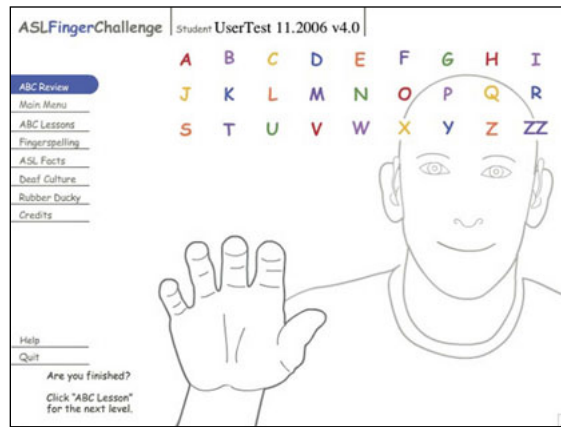 ASLFingerChallenge Student UserTest 11.2006 v4.0
A B C D E F G H I
J K L M N O P Q R
S T U V W X Y Z ZZ
ABC Review
Main Menu
ABC Lessons
Fingerspelling
ASL Facts
Deaf Culture
Rubber Ducky
Credits
Help
Quit
Are you finished?
Click "ABC Lesson"
for the next level.